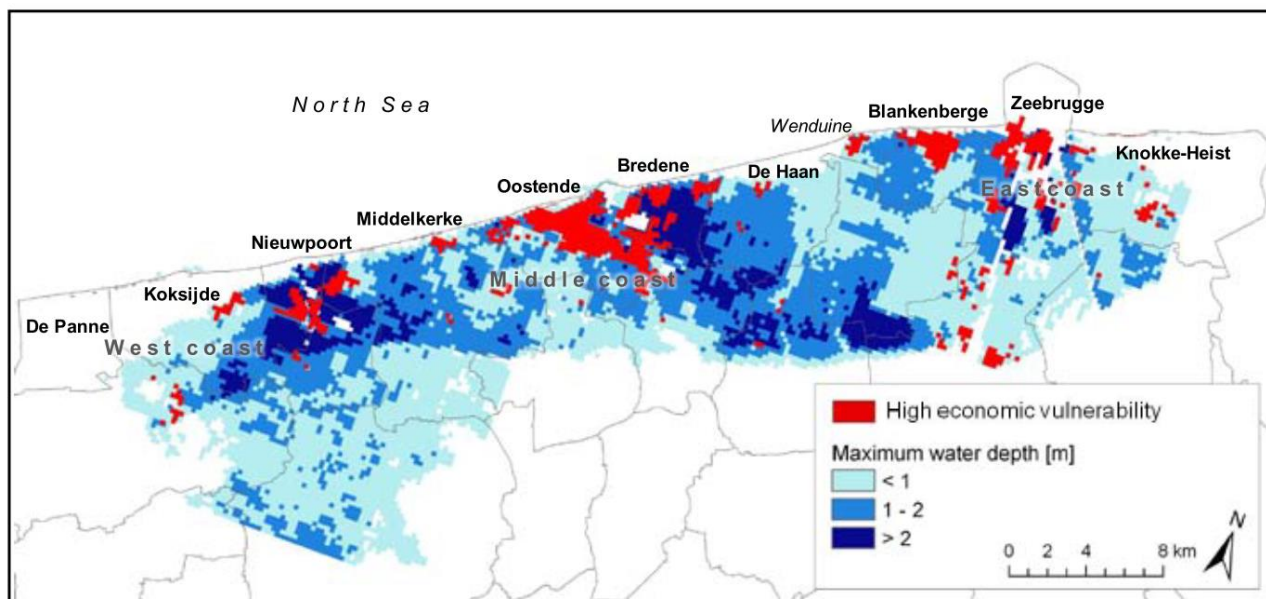 North Sea
Zeebrugge
Blankenberge
Wenduine
Knokke-Heist
Bredene
De Haan
Eastcoast
Oostende
Middelkerke
Nieuwpoort
Middle coast
Koksijde
De Panne
West coast
High economic vulnerability
Maximum water depth [m]
< 1
1 - 2
> 2
N
0 2 4 8 km